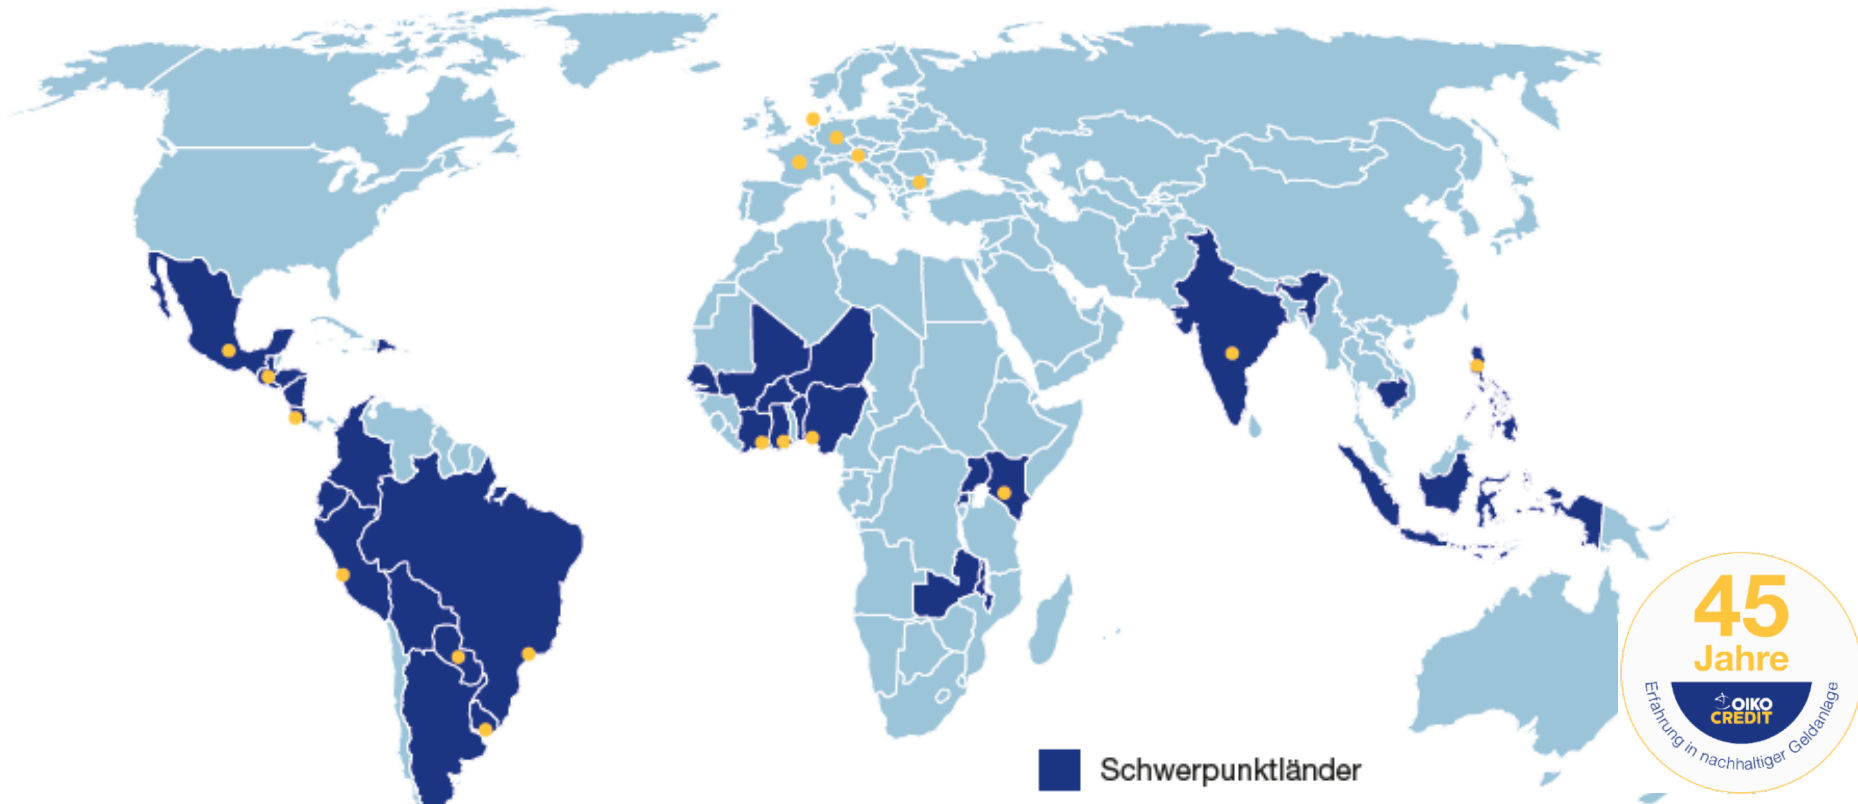 Schwerpunktländer
45
Jahre
OIKO
CREDIT
Erfahrung in nachhaltiger Geldanlage